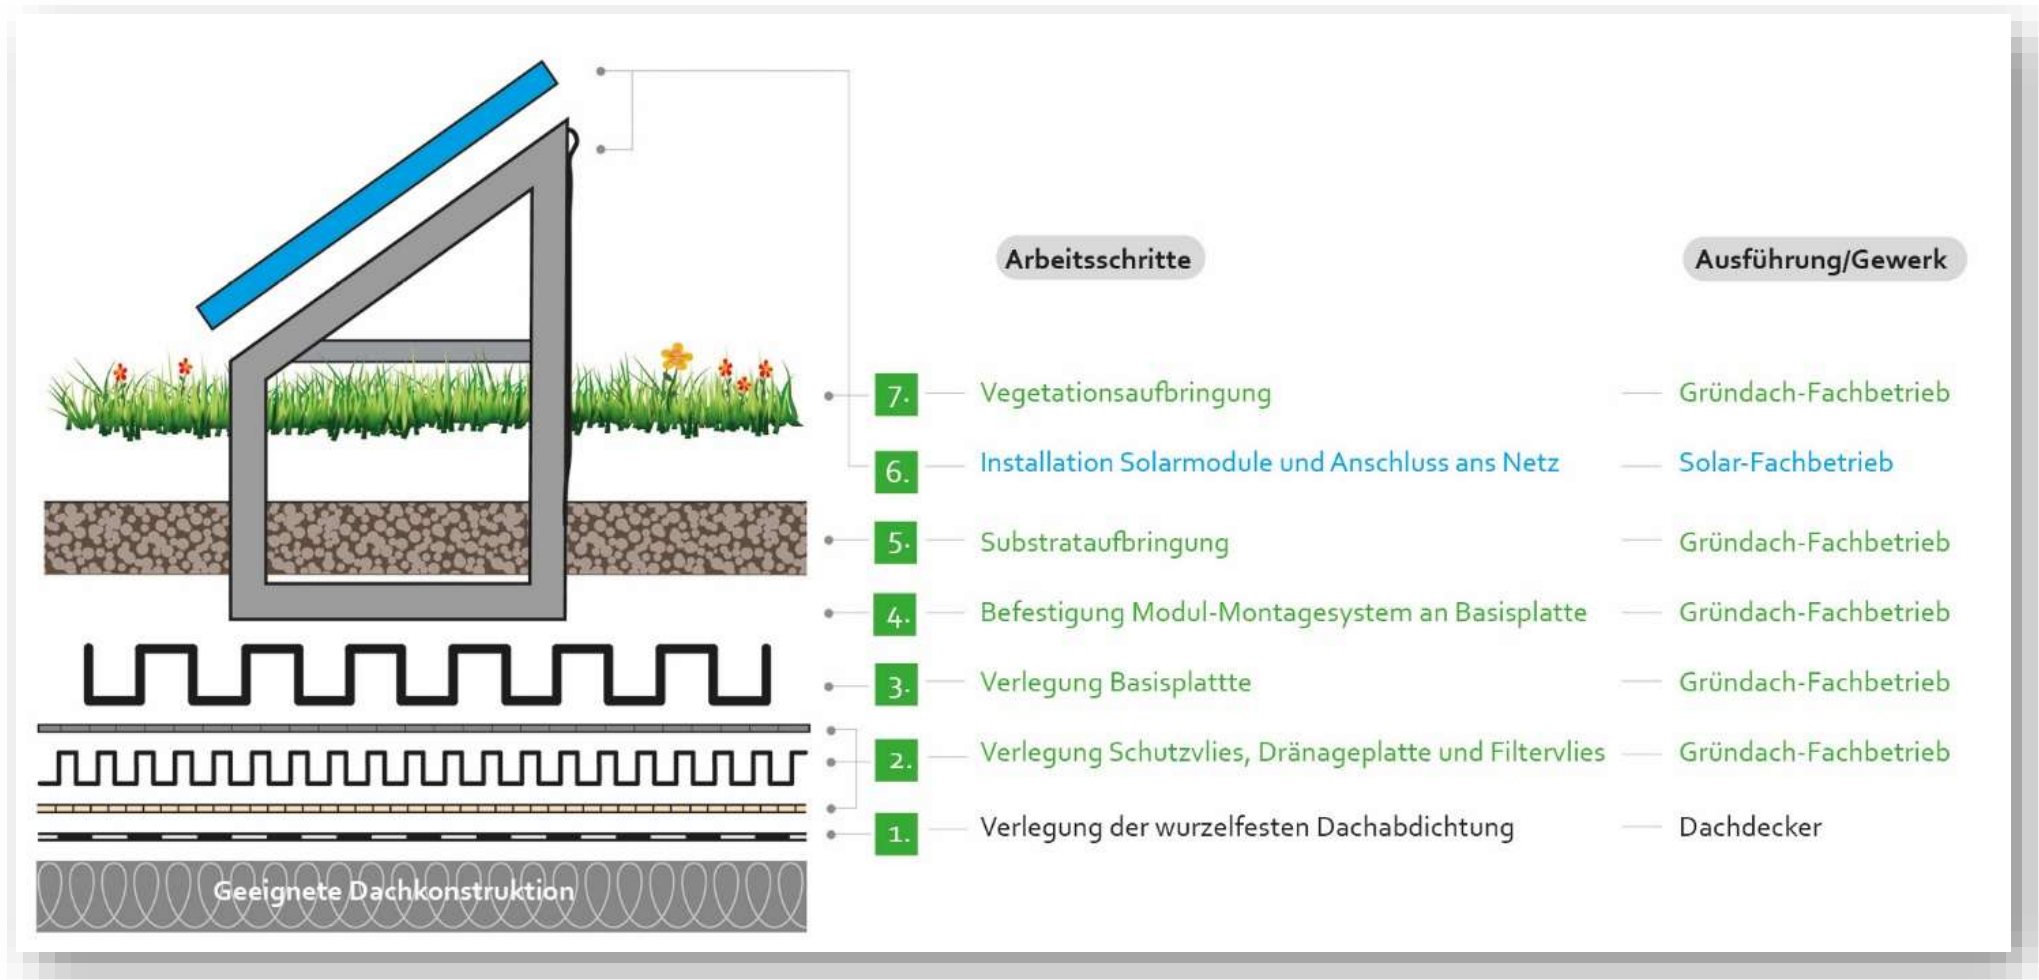 Arbeitsschritte Ausführung/Gewerk
7. Vegetationsaufbringung Gründach-Fachbetrieb
6. Installation Solarmodule und Anschluss ans Netz Solar-Fachbetrieb
5. Substrataufbringung Gründach-Fachbetrieb
4. Befestigung Modul-Montagesystem an Basisplatte Gründach-Fachbetrieb
3. Verlegung Basisplattte Gründach-Fachbetrieb
2. Verlegung Schutzvlies, Dränageplatte und Filtervlies Gründach-Fachbetrieb
1. Verlegung der wurzelfesten Dachabdichtung Dachdecker
Geeignete Dachkonstruktion